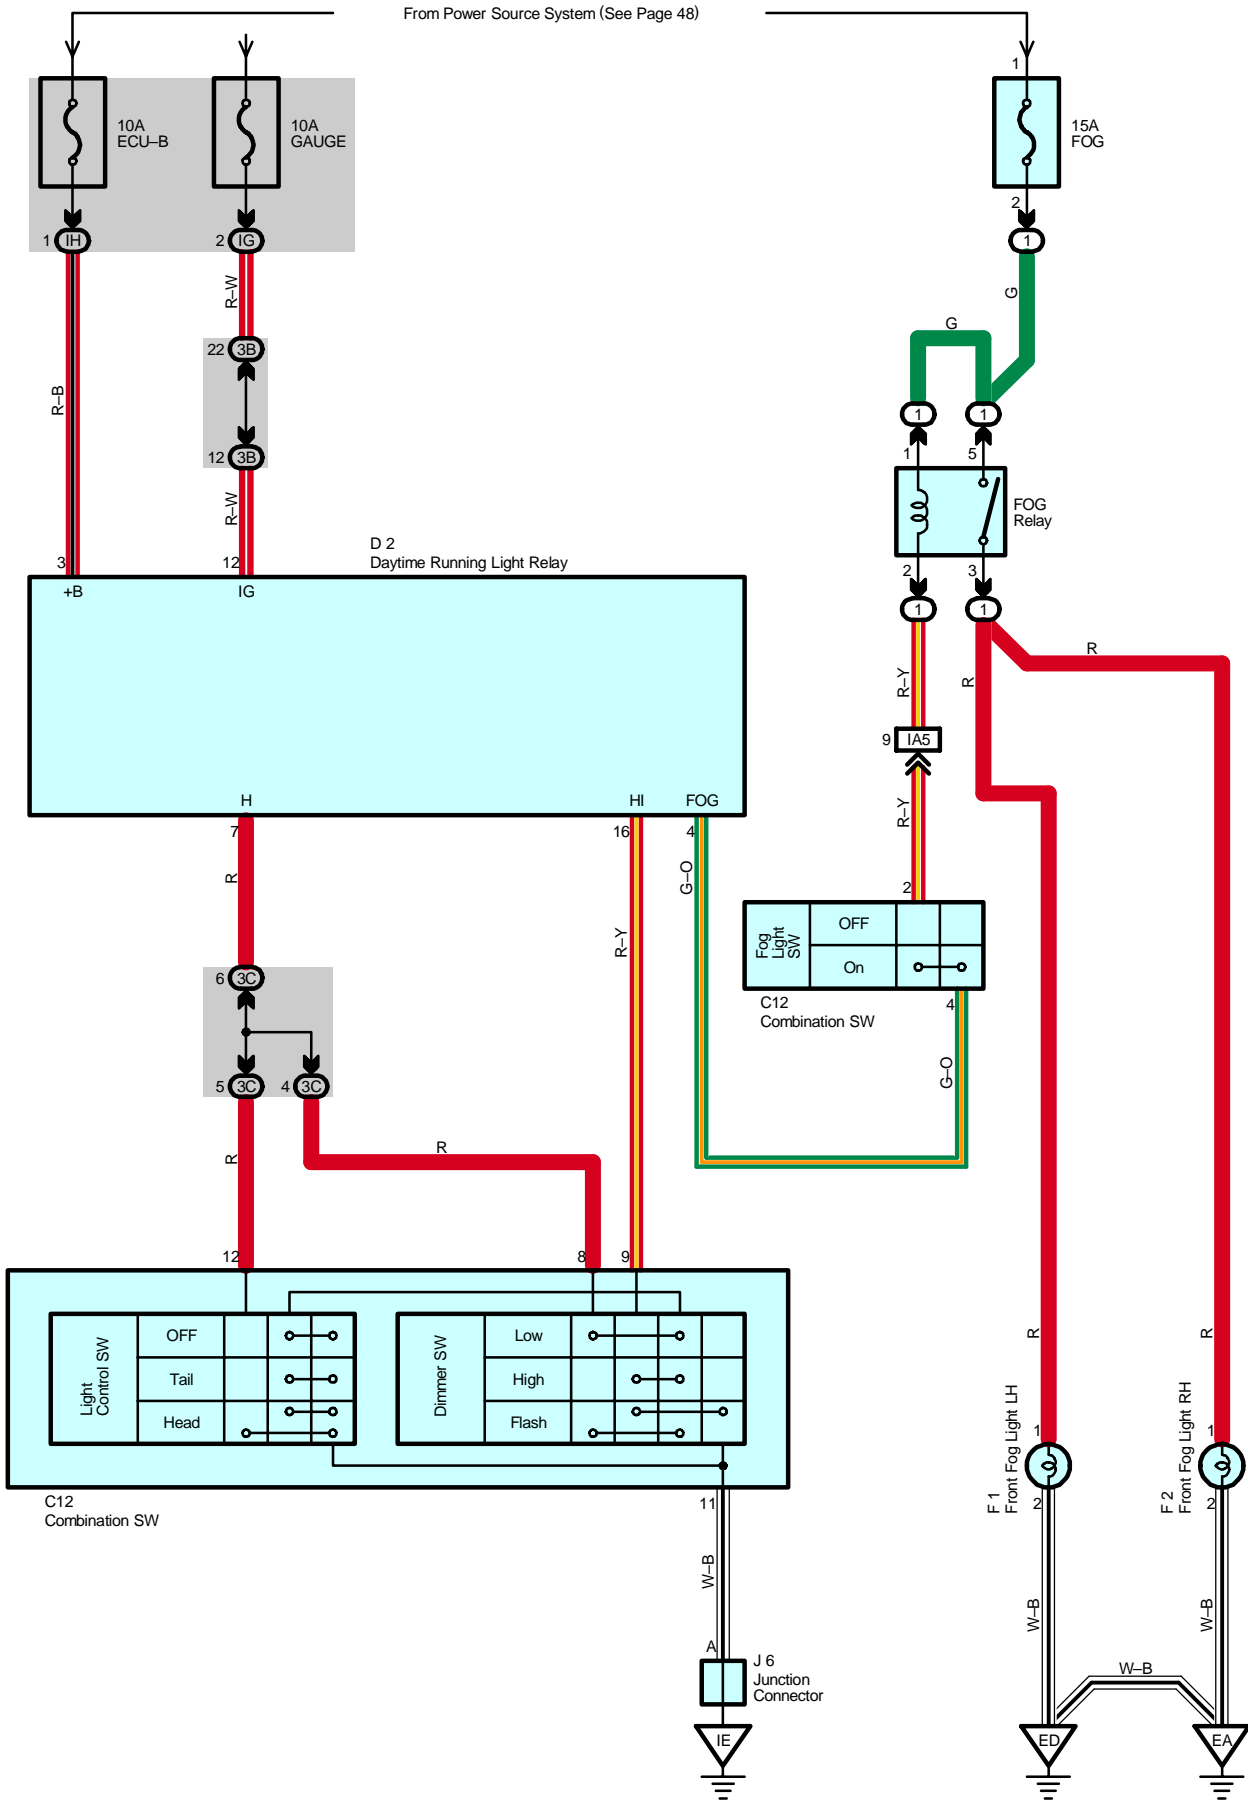 From Power Source System (See Page 48)
1
10A
ECU–B
10A
GAUGE
15A
FOG
2
1 IH
2 IG
1
R–W
G
G
22 3B
R–B
1
1
12 3B
1
5
R–W
FOG
Relay
D 2
Daytime Running Light Relay
3
12
2
3
+B
IG
1
1
R
R–Y
R
9 IA5
H
HI
FOG
7
16
4
R–Y
R
G–O
2
Fog
Light
SW
OFF
On
R–Y
6 3C
C12
Combination SW
4
5 3C
4 3C
G–O
R
R
12
8
9
Light
Control SW
OFF
Tail
Head
Dimmer SW
Low
High
Flash
R
R
1
1
F 1
Front Fog Light LH
F 2
Front Fog Light RH
C12
Combination SW
11
2
2
W–B
W–B
W–B
A
J 6
Junction
Connector
W–B
IE
ED
EA